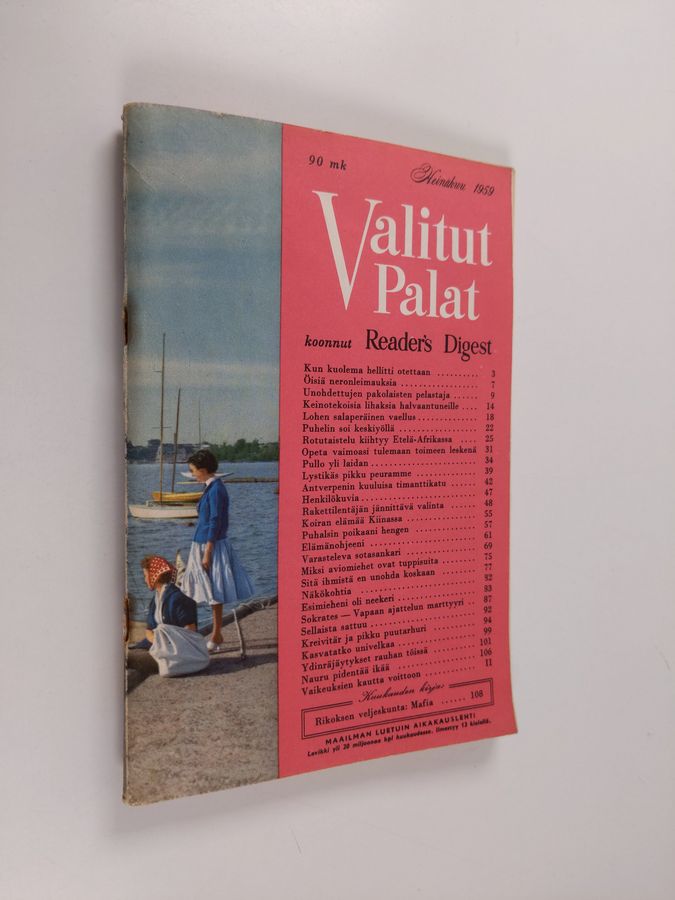 90 mk
Heinäkuu 1959
Valitut
Palat
koonnut Reader's Digest
Kun kuolema hellitti otettaan .......... 3
Öisiä neronleimauksia .......... 7
Unohdettujen pakolaisten pelastaja ...... 9
Keinotekoisia lihaksia halvaantuneille .... 14
Lohen salaperäinen vaellus .......... 18
Puhelin soi keskiyöllä .......... 22
Rotutaistelu kiihtyy Etelä-Afrikassa .... 25
Opeta vaimoasi tulemaan toimeen leskenä 31
Pullo yli laidan .......... 34
Lystikäs pikku peuramme .......... 39
Antverpenin kuuluisa timanttikatu ...... 42
Henkilökuvia .......... 47
Rakettilentäjän jännittävä valinta ...... 48
Koiran elämää Kiinassa .......... 55
Puhalsin poikaani hengen .......... 57
Elämänohjeeni .......... 61
Varasteleva sotasankari .......... 69
Miksi aviomiehet ovat tuppisuita ...... 75
Sitä ihmistä en unohda koskaan ...... 77
Näkökohtia .......... 82
Esimieheni oli neekeri .......... 83
Sokrates — Vapaan ajattelun marttyyri .... 87
Sellaista sattuu .......... 92
Kreivitär ja pikku puutarhuri ...... 94
Kasvatatko univelkaa .......... 99
Ydinräjäytykset rauhan töissä ...... 101
Nauru pidentää ikää .......... 106
Vaikeuksien kautta voittoon .......... 11
Kuukauden kirja
Rikoksen veljeskunta: Mafia ...... 108
MAAILMAN LUETUIN AIKAKAUSLEHTI
Levikki yli 20 miljoonaa kpl kuukaudessa. Ilmestyy 13 kielellä.